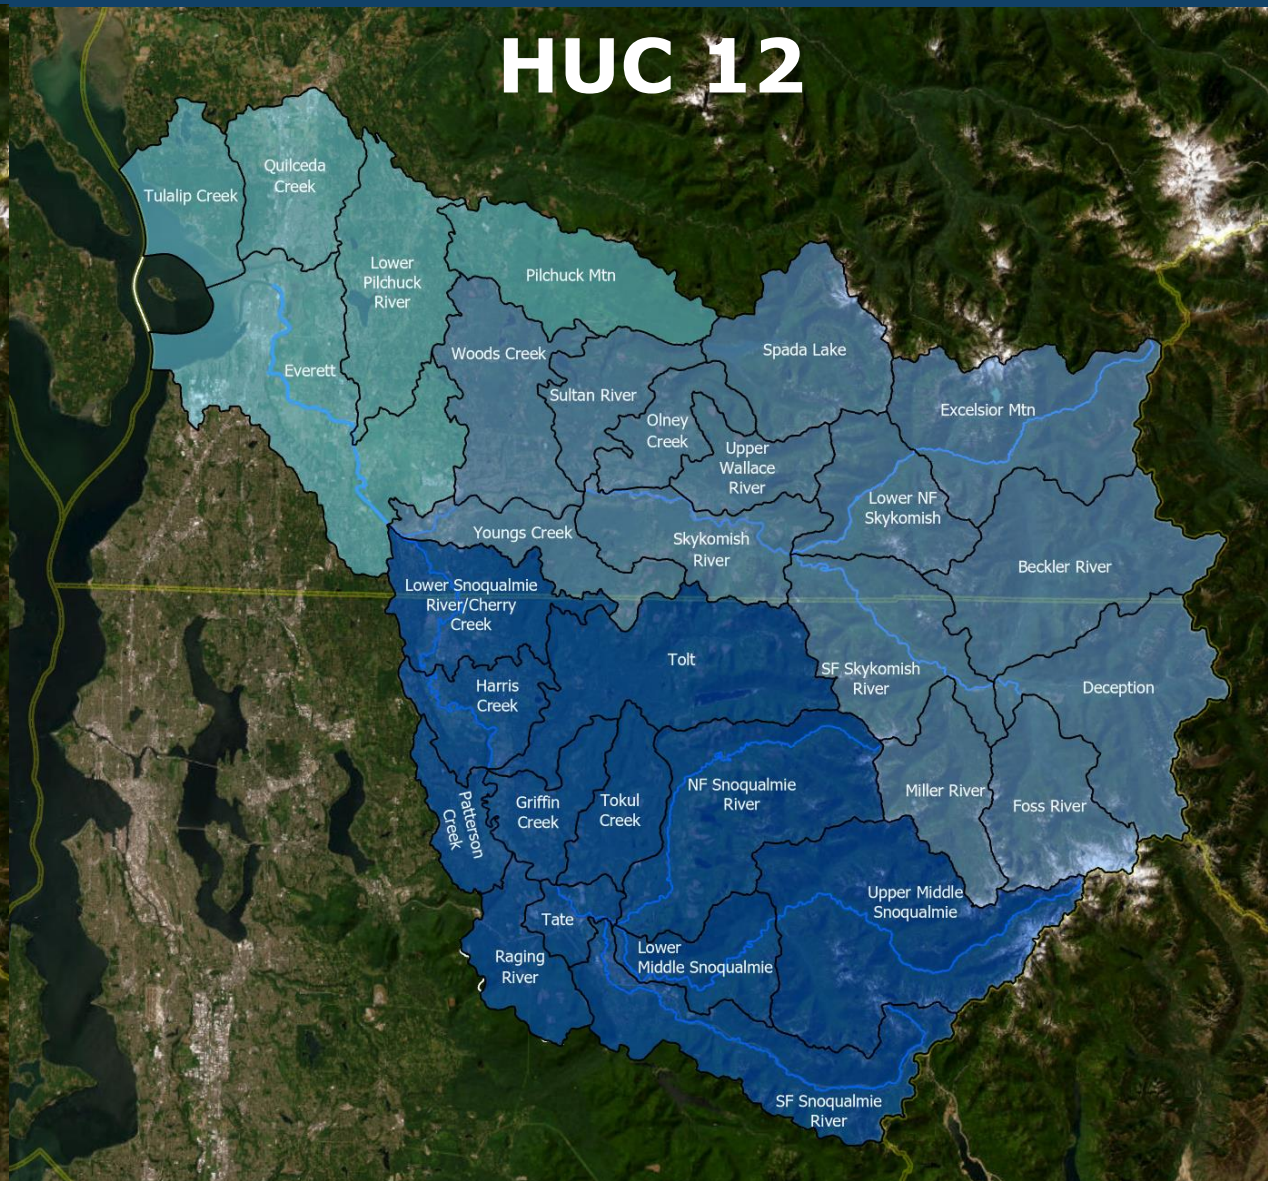 HUC 12
Tulalip Creek
Quilceda
Creek
Lower
Pilchuck
River
Pilchuck Mtn
Everett
Woods Creek
Sultan River
Olney
Creek
Upper
Wallace
River
Spada Lake
Excelsior Mtn
Lower NF
Skykomish
Youngs Creek
Skykomish
River
Beckler River
Lower Snoqualmie
River/Cherry
Creek
Tolt
SF Skykomish
River
Deception
Harris
Creek
Patterson
Creek
Griffin
Creek
Tokul
Creek
NF Snoqualmie
River
Miller River
Foss River
Upper Middle
Snoqualmie
Tate
Lower
Middle Snoqualmie
Raging
River
SF Snoqualmie
River